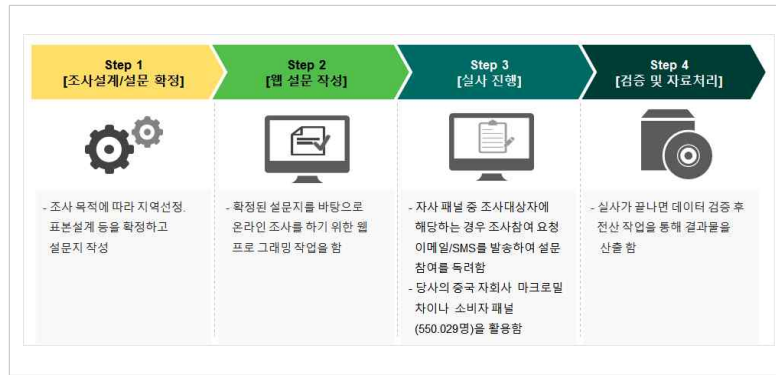 Step 1
[조사설계/설문 확정]
Step 2
[웹 설문 작성]
Step 3
[실사 진행]
Step 4
[검증 및 자료처리]
- 조사 목적에 따라 지역선정.
표본설계 등을 확정하고
설문지 작성
- 확정된 설문지를 바탕으로
온라인 조사를 하기 위한 웹
프로 그래밍 작업을 함
- 자사 패널 중 조사대상자에
해당하는 경우 조사참여 요청
이메일/SMS를 발송하여 설문
참여를 독려함
- 당사의 중국 자회사 마크로밀
차이나 소비자 패널
(550.029명)을 활용함
- 실사가 끝나면 데이터 검증 후
전산 작업을 통해 결과물을
산출 함